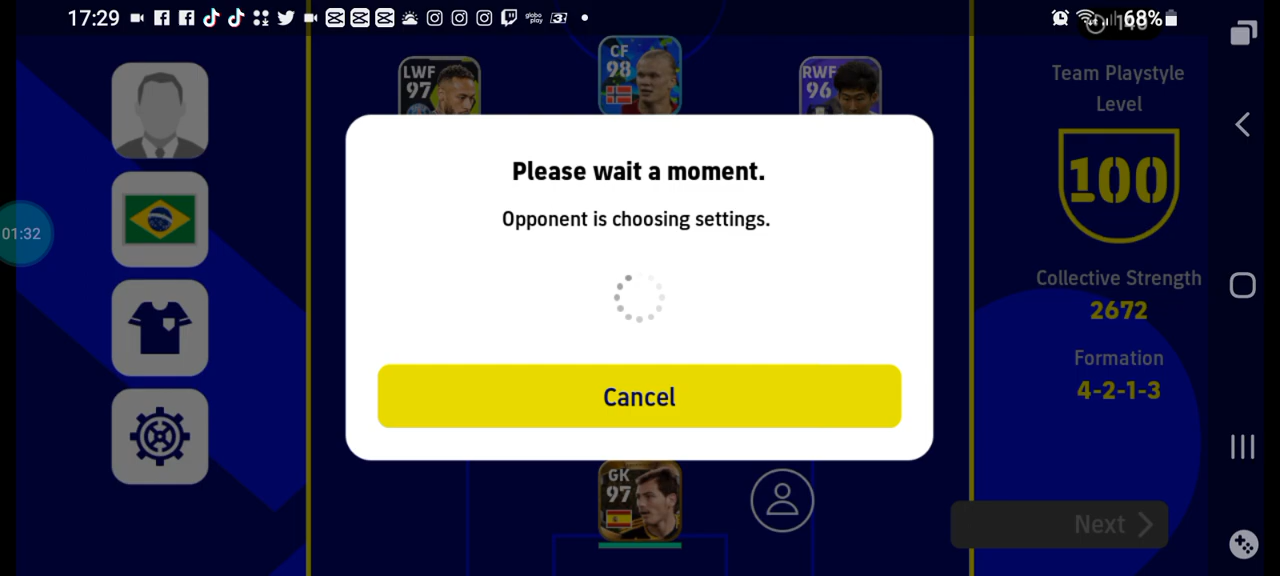 17:29
68%
LWF
97
CF
98
RWF
96
Team Playstyle
Level
100
Please wait a moment.
Opponent is choosing settings.
01:32
Collective Strength
2672
Formation
4-2-1-3
Cancel
GK
97
Next